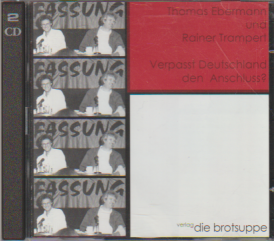 2
CD
FASSUNG
FASSUNG
FASSUNG
FASSUNG
Thomas Ebermann
und
Rainer Trampert
Verpasst Deutschland
den Anschluss?
verlag die brotsuppe